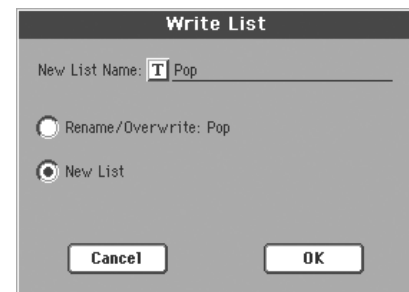 Write List
New List Name: T Pop
Rename/Overwrite: Pop
New List
Cancel OK